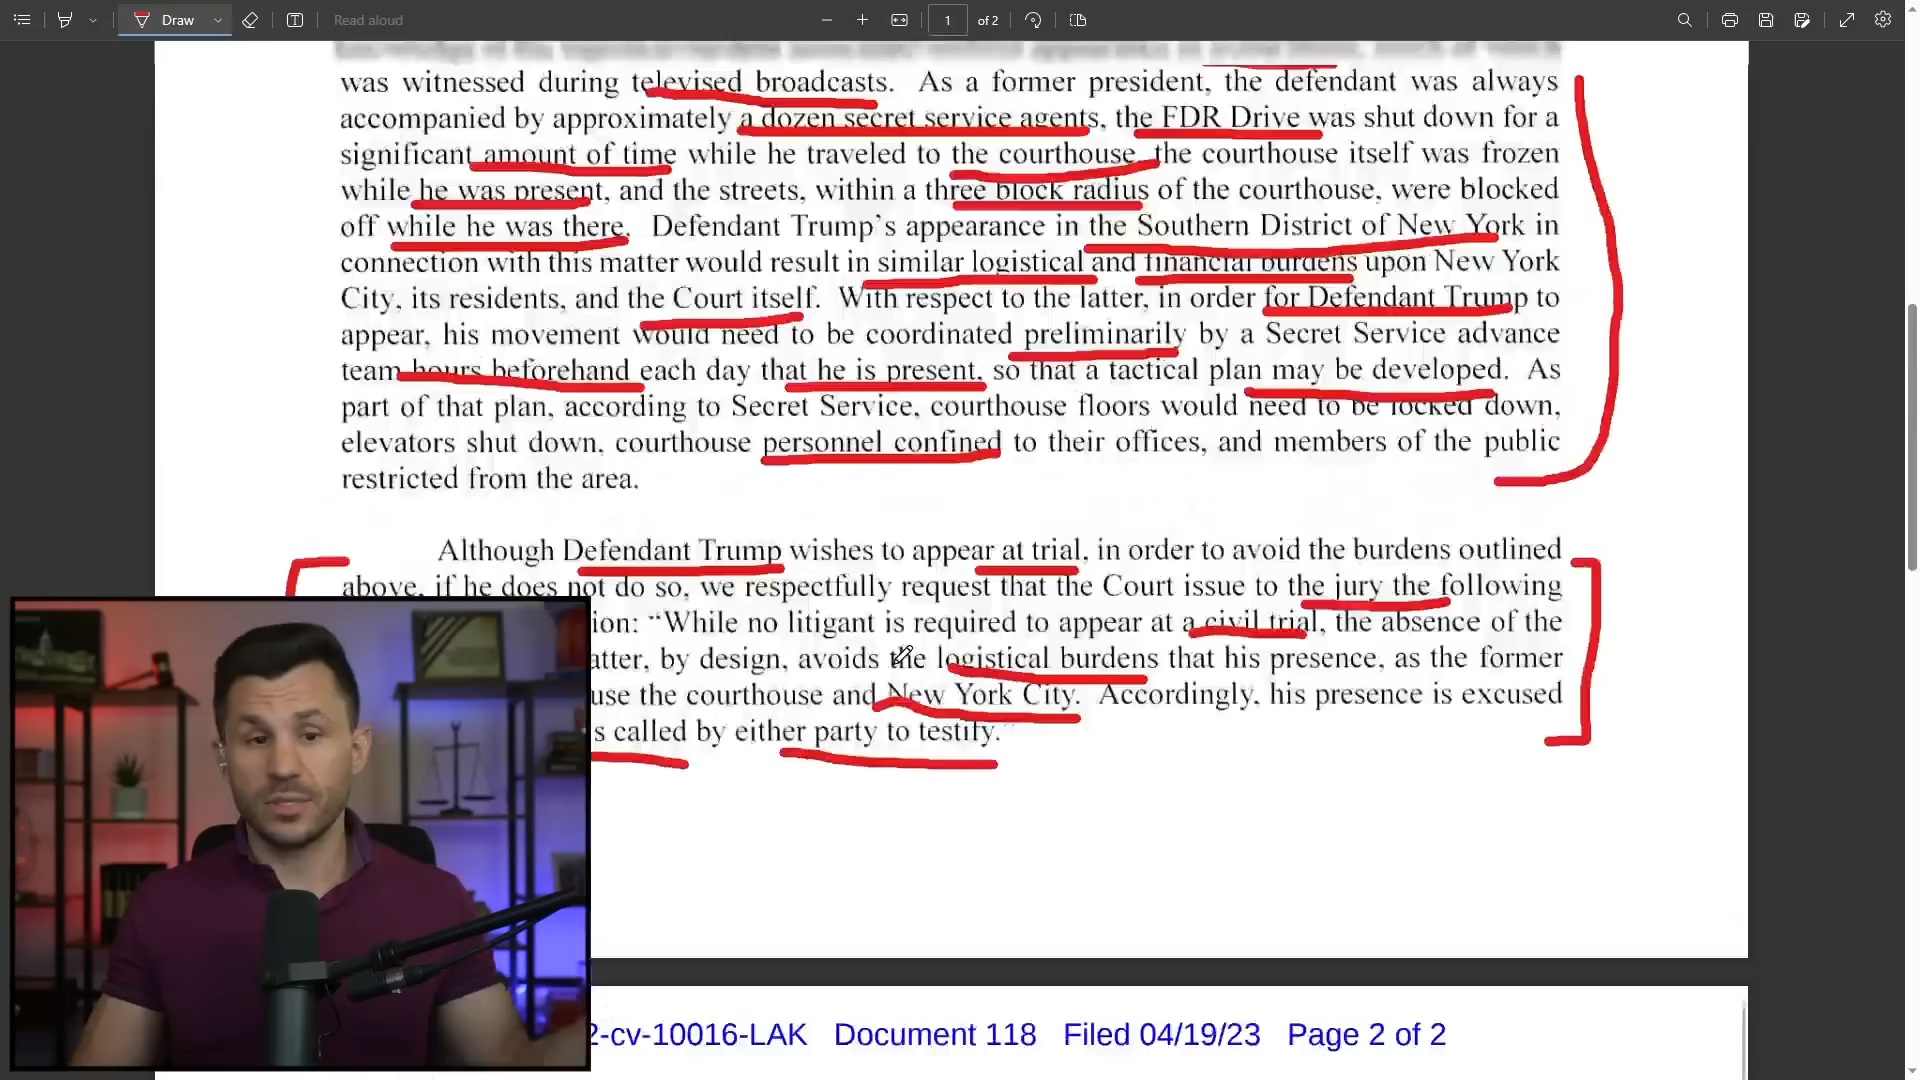 Draw
Read aloud
1 of 2
was witnessed during televised broadcasts. As a former president, the defendant was always
accompanied by approximately a dozen secret service agents, the FDR Drive was shut down for a
significant amount of time while he traveled to the courthouse, the courthouse itself was frozen
while he was present, and the streets, within a three block radius of the courthouse, were blocked
off while he was there. Defendant Trump's appearance in the Southern District of New York in
connection with this matter would result in similar logistical and financial burdens upon New York
City, its residents, and the Court itself. With respect to the latter, in order for Defendant Trump to
appear, his movement would need to be coordinated preliminarily by a Secret Service advance
team hours beforehand each day that he is present, so that a tactical plan may be developed. As
part of that plan, according to Secret Service, courthouse floors would need to be locked down,
elevators shut down, courthouse personnel confined to their offices, and members of the public
restricted from the area.
Although Defendant Trump wishes to appear at trial, in order to avoid the burdens outlined
above, if he does not do so, we respectfully request that the Court issue to the jury the following
ion: “While no litigant is required to appear at a civil trial, the absence of the
atter, by design, avoids the logistical burdens that his presence, as the former
use the courthouse and New York City. Accordingly, his presence is excused
s called by either party to testify.”
2-cv-10016-LAK Document 118 Filed 04/19/23 Page 2 of 2